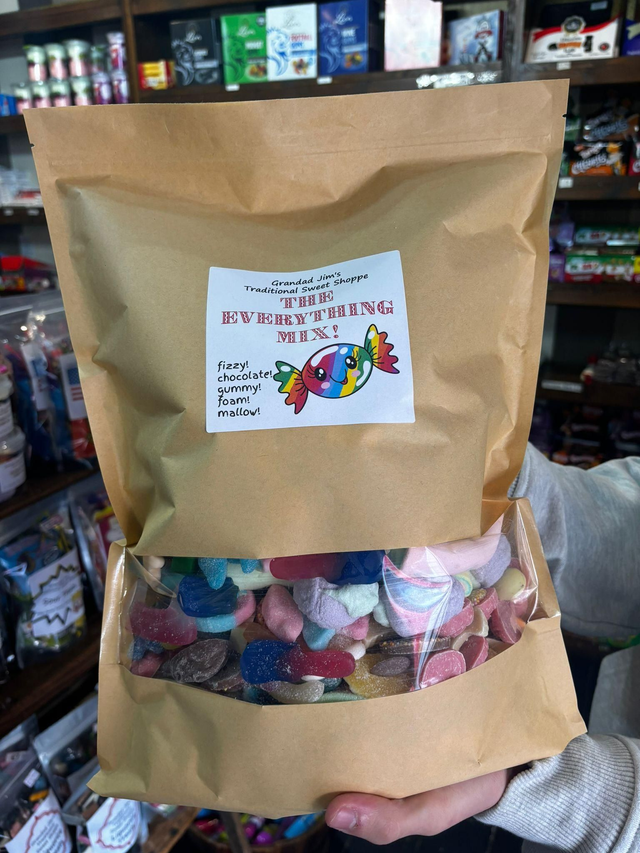 Grandad Jim's
Traditional Sweet Shoppe
THE
EVERYTHING
MIX!
fizzy!
chocolate!
gummy!
foam!
mallow!